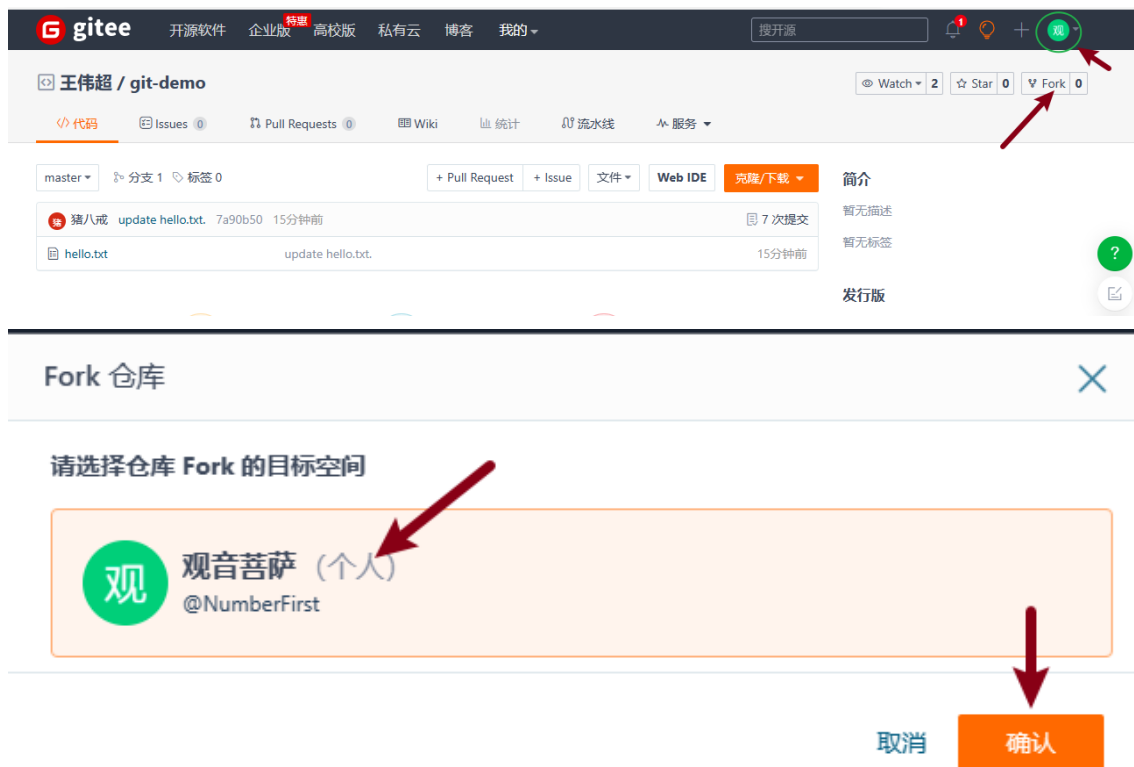 G gitee 开源软件 企业版 特惠 高校版 私有云 博客 我的 搜开源 1 观
王伟超 / git-demo Watch 2 Star 0 Fork 0
</> 代码 Issues 0 Pull Requests 0 Wiki 统计 流水线 服务
master 分支 1 标签 0 + Pull Request + Issue 文件 Web IDE 克隆/下载 简介
猪 猪八戒 update hello.txt. 7a90b50 15分钟前 7 次提交 暂无描述
hello.txt update hello.txt. 15分钟前 暂无标签
?
发行版
Fork 仓库
请选择仓库 Fork 的目标空间
观 观音菩萨 (个人)
@NumberFirst
取消 确认